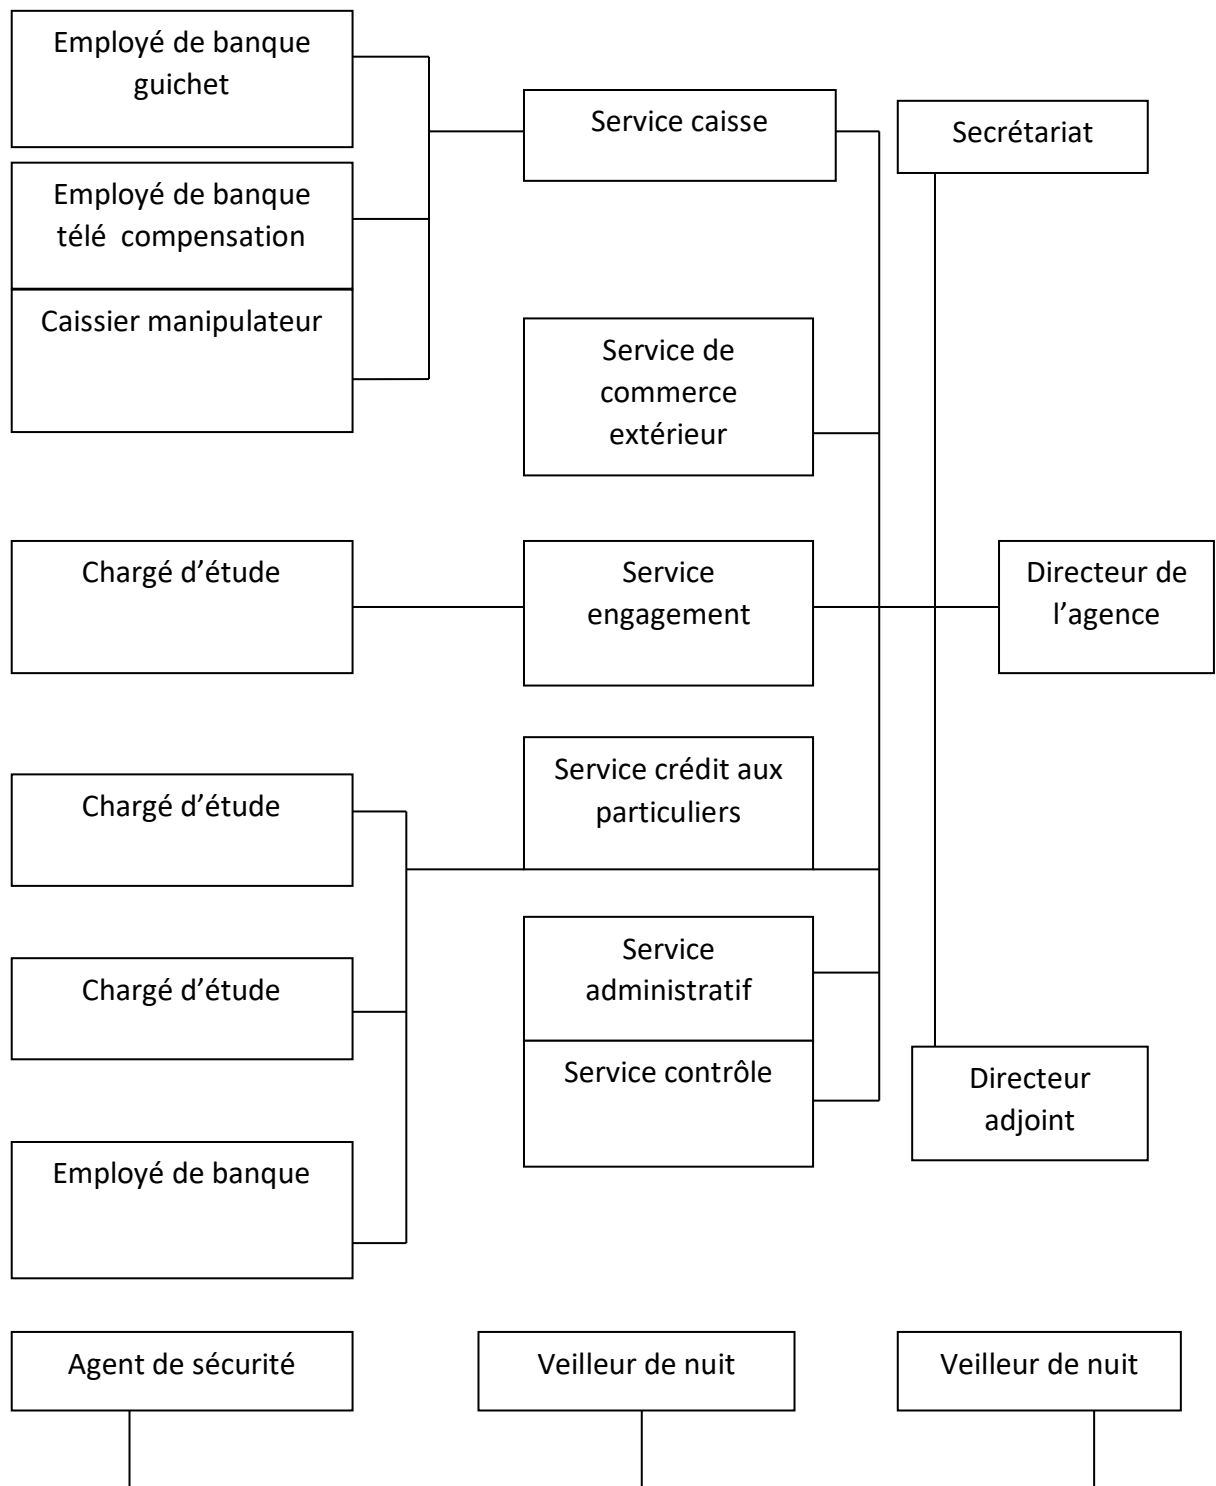 Employé de banque
guichet
Service caisse
Secrétariat
Employé de banque
télé  compensation
Caissier manipulateur
Service de
commerce
extérieur
Chargé d’étude
Service
engagement
Directeur de
l’agence
Service crédit aux
particuliers
Chargé d’étude
Service
administratif
Chargé d’étude
Service contrôle
Directeur
adjoint
Employé de banque
Agent de sécurité
Veilleur de nuit
Veilleur de nuit